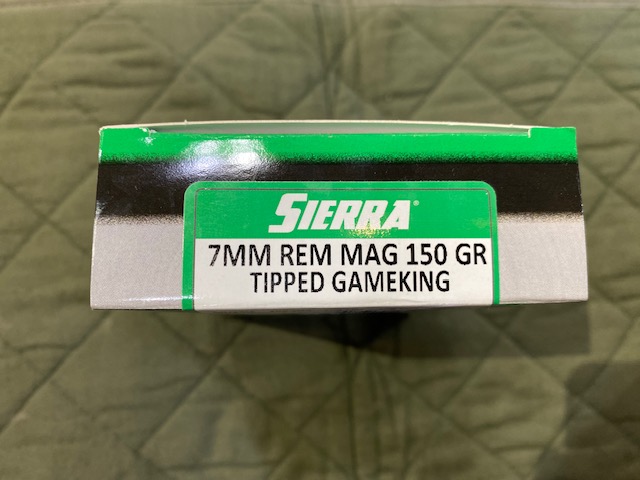 SIERRA®
7MM REM MAG 150 GR
TIPPED GAMEKING